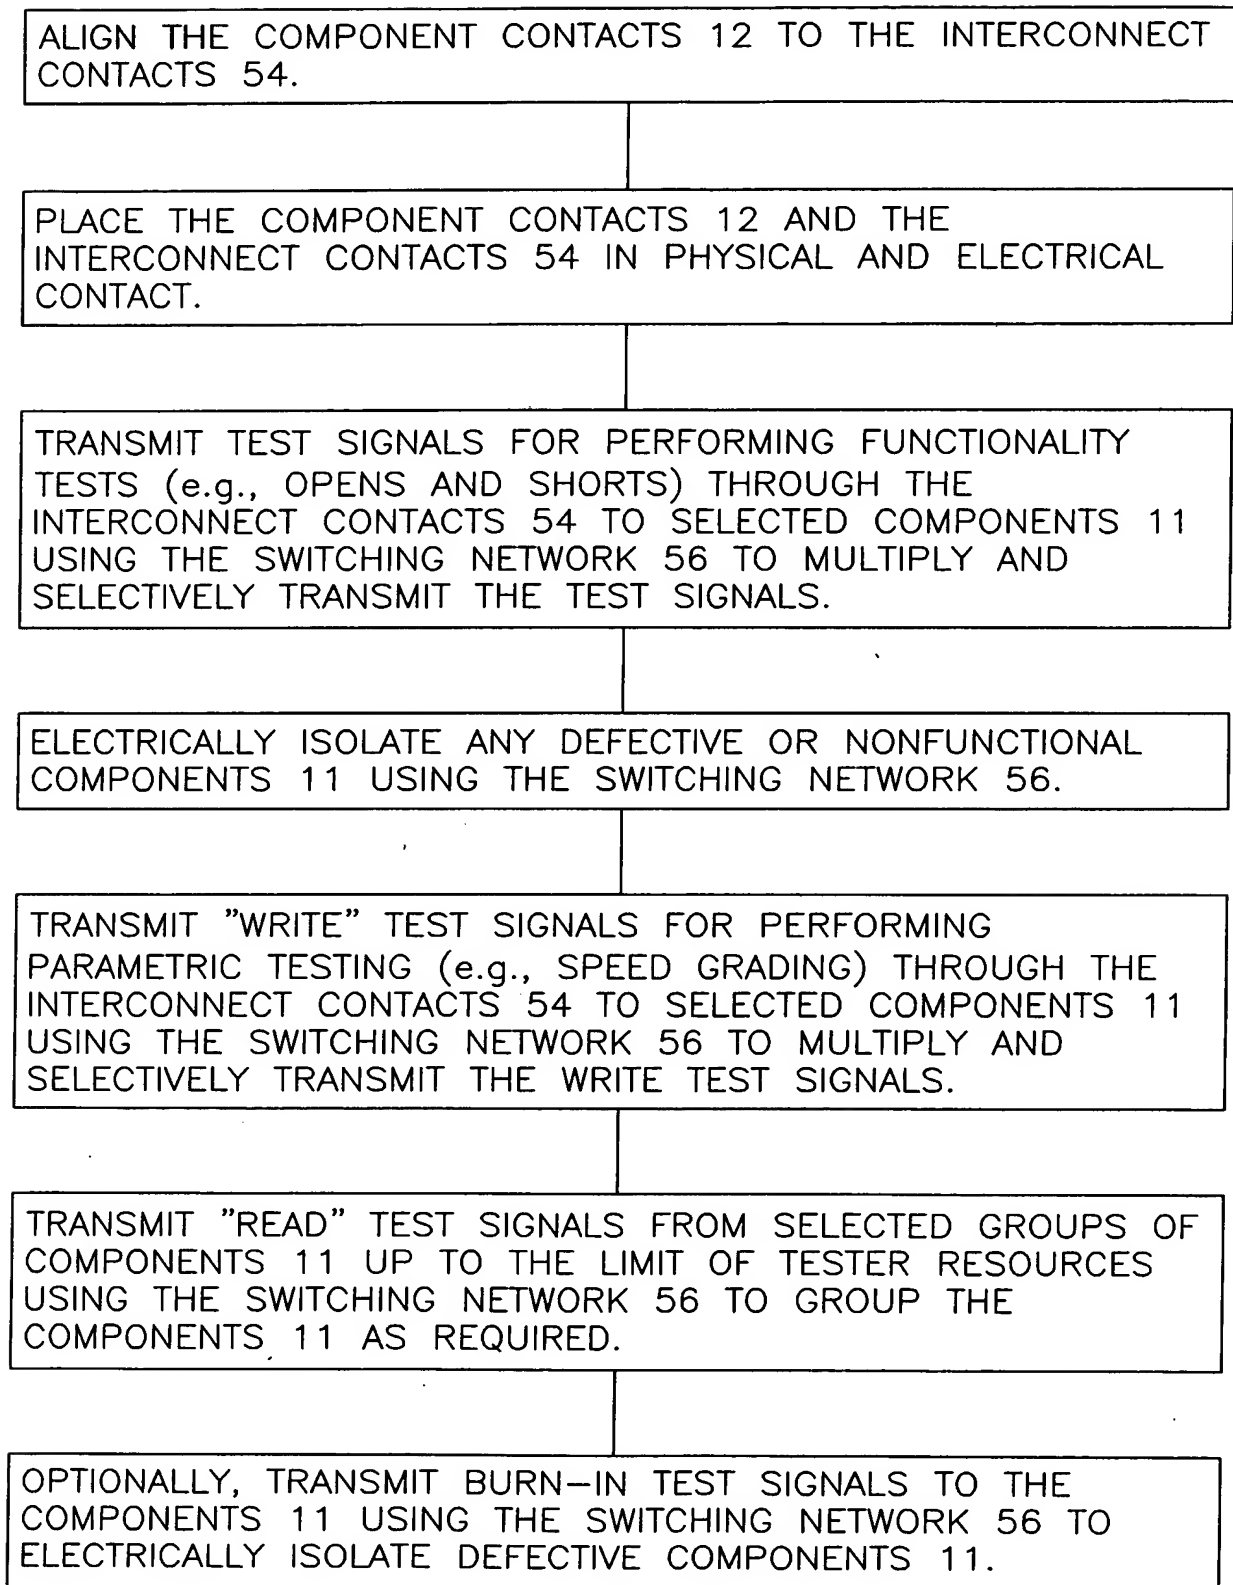 ALIGN THE COMPONENT CONTACTS 12 TO THE INTERCONNECT
CONTACTS 54.
PLACE THE COMPONENT CONTACTS 12 AND THE
INTERCONNECT CONTACTS 54 IN PHYSICAL AND ELECTRICAL
CONTACT.
TRANSMIT TEST SIGNALS FOR PERFORMING FUNCTIONALITY
TESTS (e.g., OPENS AND SHORTS) THROUGH THE
INTERCONNECT CONTACTS 54 TO SELECTED COMPONENTS 11
USING THE SWITCHING NETWORK 56 TO MULTIPLY AND
SELECTIVELY TRANSMIT THE TEST SIGNALS.
ELECTRICALLY ISOLATE ANY DEFECTIVE OR NONFUNCTIONAL
COMPONENTS 11 USING THE SWITCHING NETWORK 56.
TRANSMIT "WRITE" TEST SIGNALS FOR PERFORMING
PARAMETRIC TESTING (e.g., SPEED GRADING) THROUGH THE
INTERCONNECT CONTACTS 54 TO SELECTED COMPONENTS 11
USING THE SWITCHING NETWORK 56 TO MULTIPLY AND
SELECTIVELY TRANSMIT THE WRITE TEST SIGNALS.
TRANSMIT "READ" TEST SIGNALS FROM SELECTED GROUPS OF
COMPONENTS 11 UP TO THE LIMIT OF TESTER RESOURCES
USING THE SWITCHING NETWORK 56 TO GROUP THE
COMPONENTS 11 AS REQUIRED.
OPTIONALLY, TRANSMIT BURN-IN TEST SIGNALS TO THE
COMPONENTS 11 USING THE SWITCHING NETWORK 56 TO
ELECTRICALLY ISOLATE DEFECTIVE COMPONENTS 11.